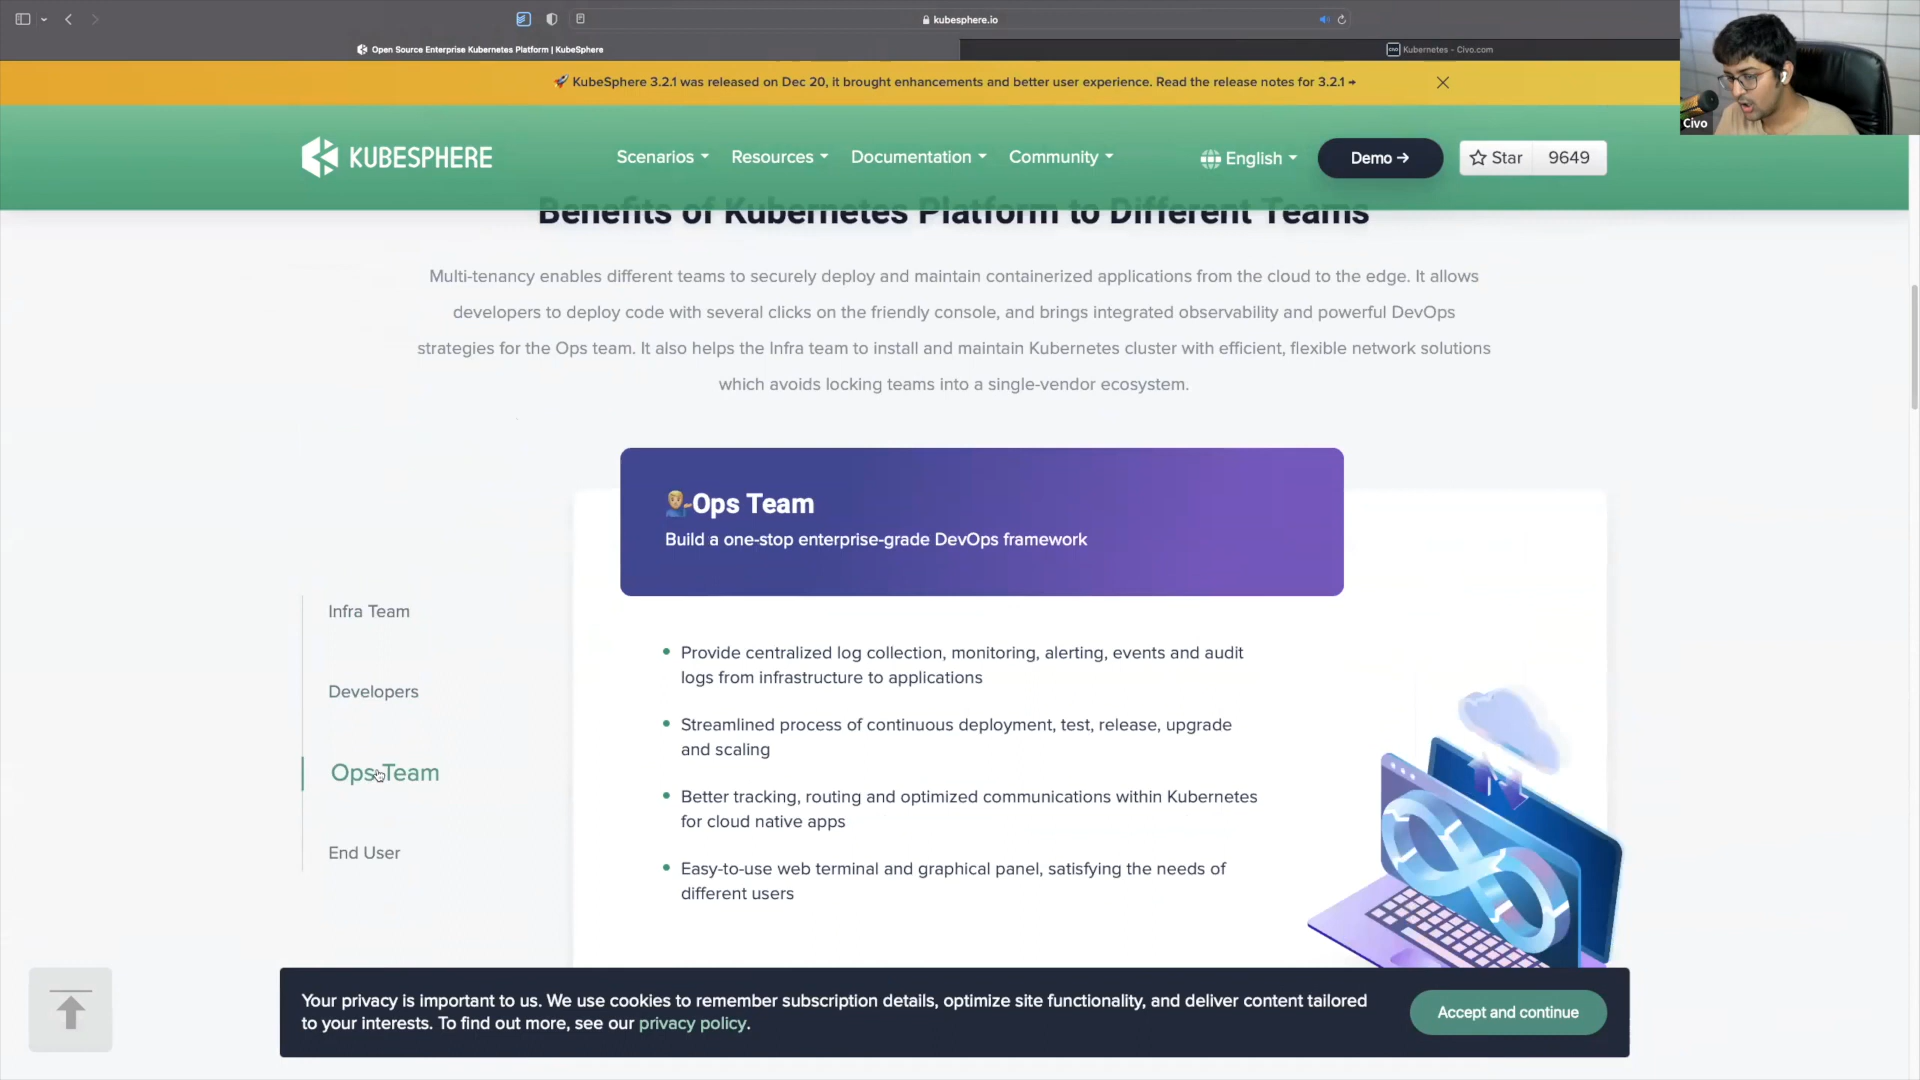 kubesphere.io
Open Source Enterprise Kubernetes Platform | KubeSphere
Kubernetes - Civo.com
🚀 KubeSphere 3.2.1 was released on Dec 20, it brought enhancements and better user experience. Read the release notes for 3.2.1 →
Civo
KUBESPHERE
Scenarios
Resources
Documentation
Community
English
Demo →
Star
9649
Benefits of Kubernetes Platform to Different Teams
Multi-tenancy enables different teams to securely deploy and maintain containerized applications from the cloud to the edge. It allows
developers to deploy code with several clicks on the friendly console, and brings integrated observability and powerful DevOps
strategies for the Ops team. It also helps the Infra team to install and maintain Kubernetes cluster with efficient, flexible network solutions
which avoids locking teams into a single-vendor ecosystem.
Infra Team
Developers
Ops Team
End User
Ops Team
Build a one-stop enterprise-grade DevOps framework
Provide centralized log collection, monitoring, alerting, events and audit
logs from infrastructure to applications
Streamlined process of continuous deployment, test, release, upgrade
and scaling
Better tracking, routing and optimized communications within Kubernetes
for cloud native apps
Easy-to-use web terminal and graphical panel, satisfying the needs of
different users
Your privacy is important to us. We use cookies to remember subscription details, optimize site functionality, and deliver content tailored
to your interests. To find out more, see our privacy policy.
Accept and continue